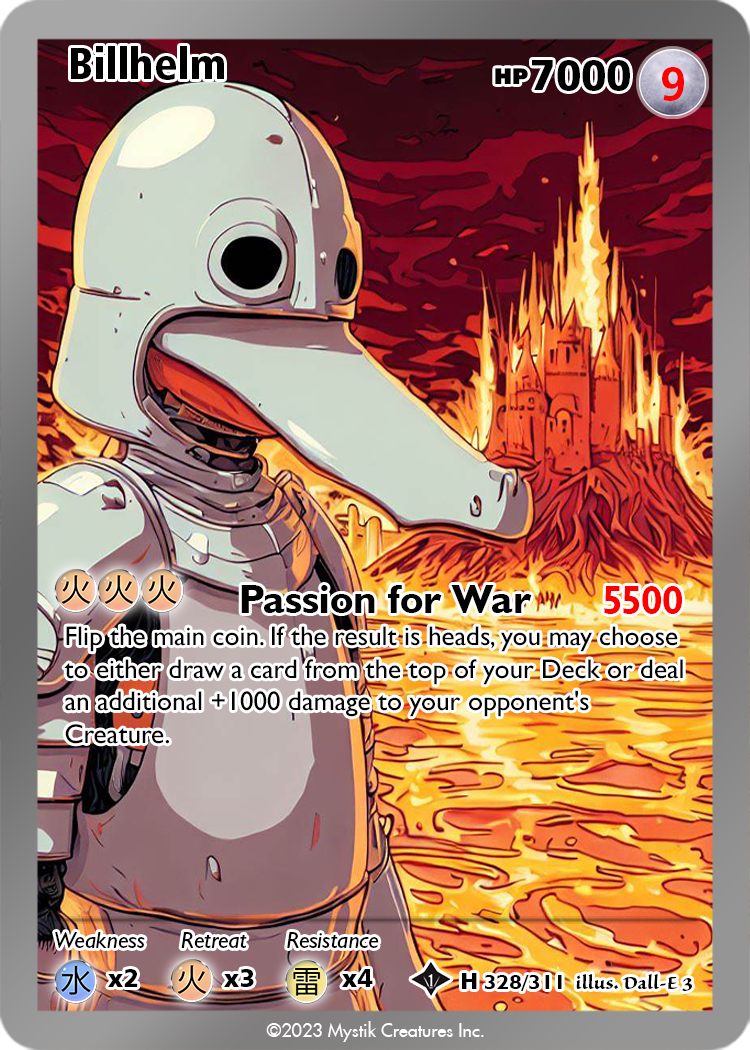 Billhelm
HP7000 9
火 火 火 Passion for War 5500
Flip the main coin. If the result is heads, you may choose
to either draw a card from the top of your Deck or deal
an additional +1000 damage to your opponent's
Creature.
Weakness Retreat Resistance
水 x2 火 x3 雷 x4 1 H 328/311 illus. Dall-E 3
©2023 Mystik Creatures Inc.